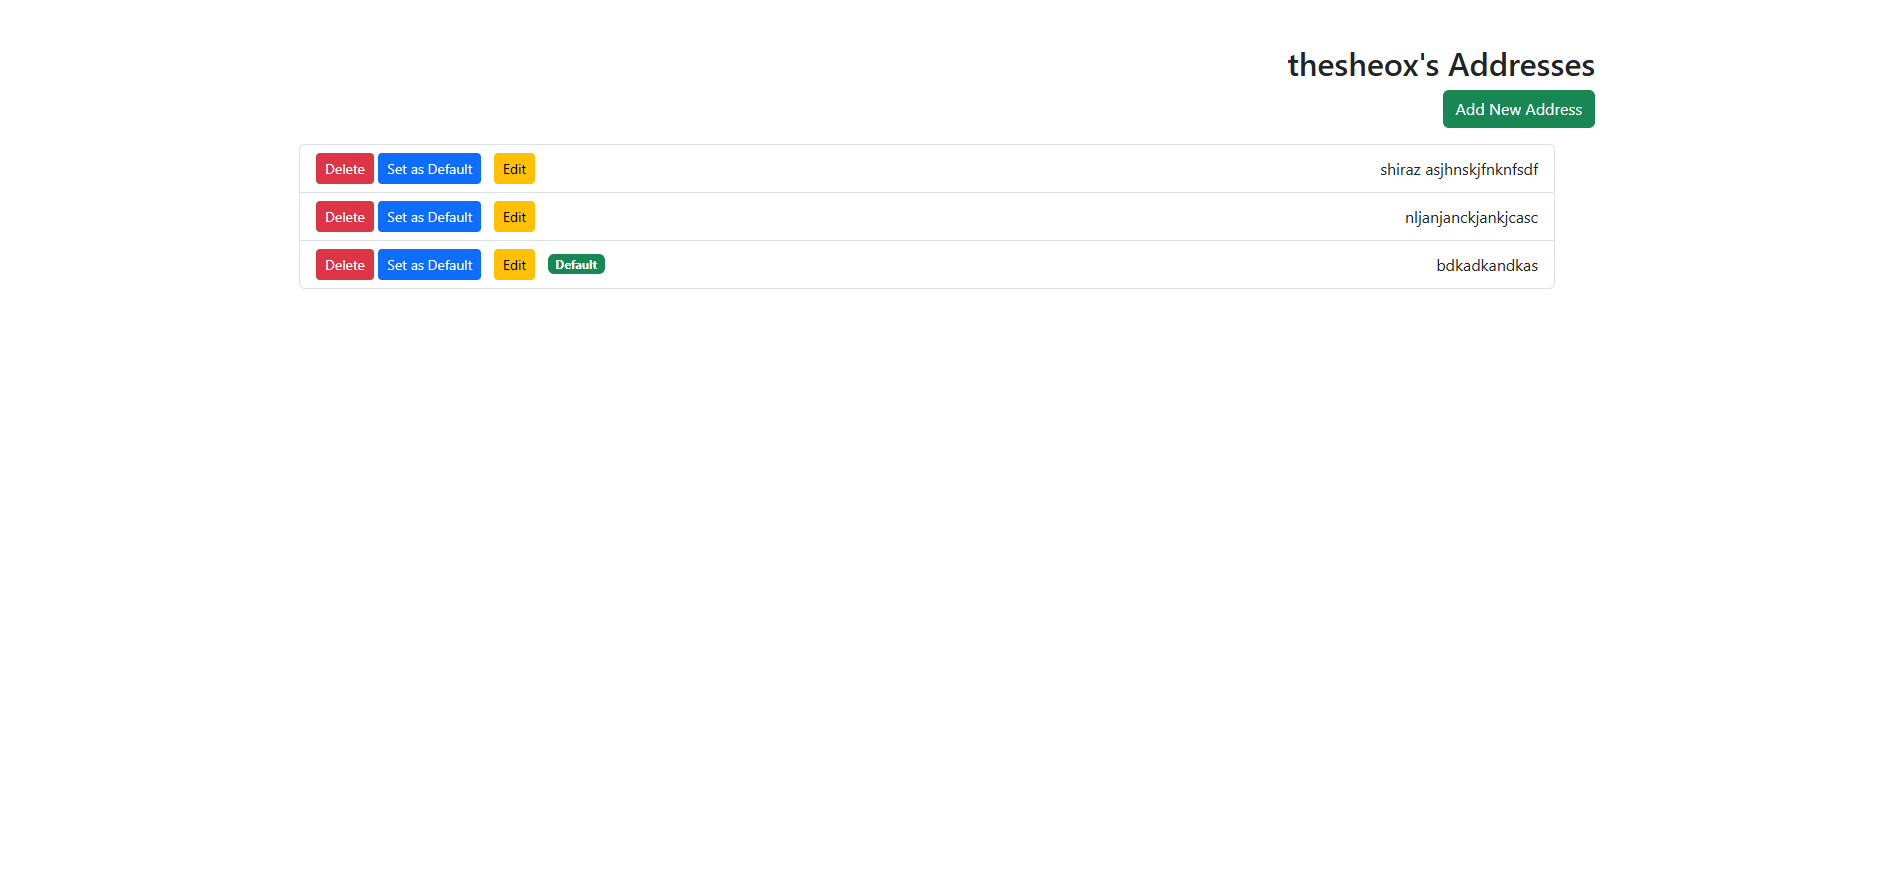 thesheox's Addresses
Add New Address
Delete Set as Default Edit shiraz asjhnskjfnknfsdf
Delete Set as Default Edit nljanjanckjankjcasc
Delete Set as Default Edit Default bdkadkandkas